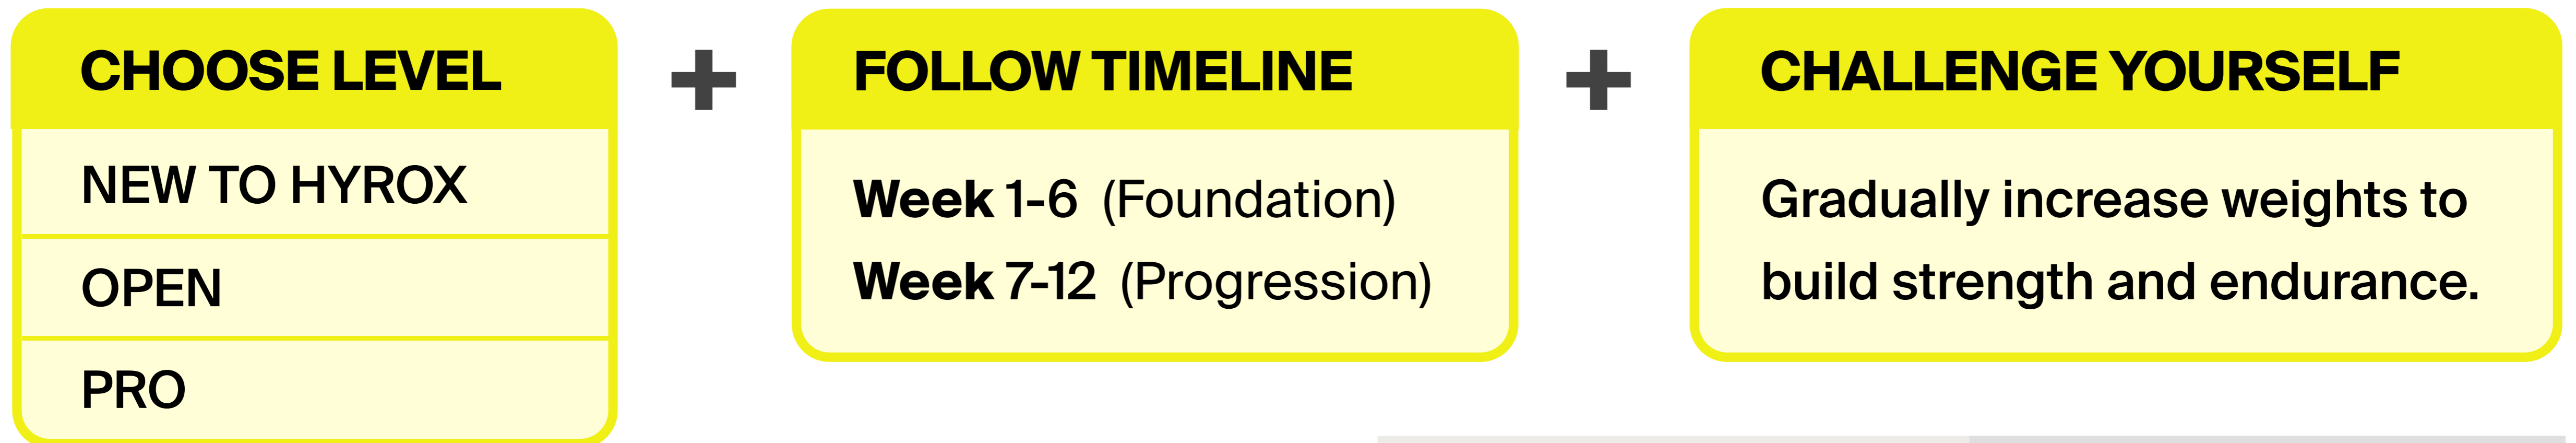 CHOOSE LEVEL
NEW TO HYROX
OPEN
PRO
+
FOLLOW TIMELINE
Week 1-6 (Foundation)
Week 7-12 (Progression)
+
CHALLENGE YOURSELF
Gradually increase weights to
build strength and endurance.